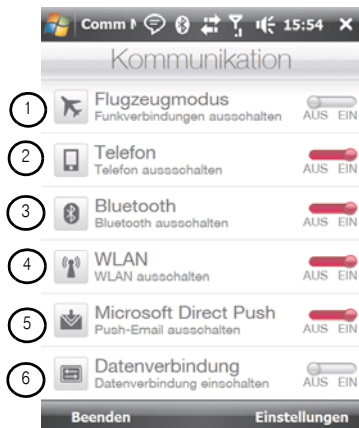 Comm M 15:54
Kommunikation
1 Flugzeugmodus
Funkverbindungen ausschalten AUS EIN
2 Telefon
Telefon aussschalten AUS EIN
3 Bluetooth
Bluetooth ausschalten AUS EIN
4 WLAN
WLAN ausschalten AUS EIN
5 Microsoft Direct Push
Push-Email ausschalten AUS EIN
6 Datenverbindung
Datenverbindung einschalten AUS EIN
Beenden Einstellungen